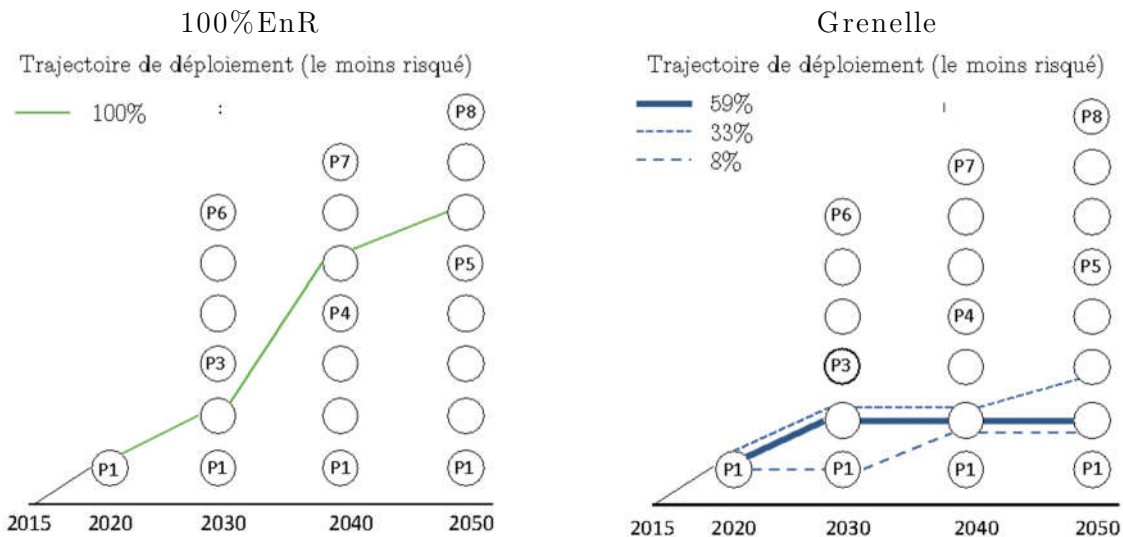 100%EnR
Trajectoire de déploiement (le moins risqué)
100%
:
P8
P7
P6
P5
P4
P3
P1
P1
P1
P1
2015
2020
2030
2040
2050
Grenelle
Trajectoire de déploiement (le moins risqué)
59%
33%
8%
P8
P7
P6
P5
P4
P3
P1
P1
P1
P1
2015
2020
2030
2040
2050